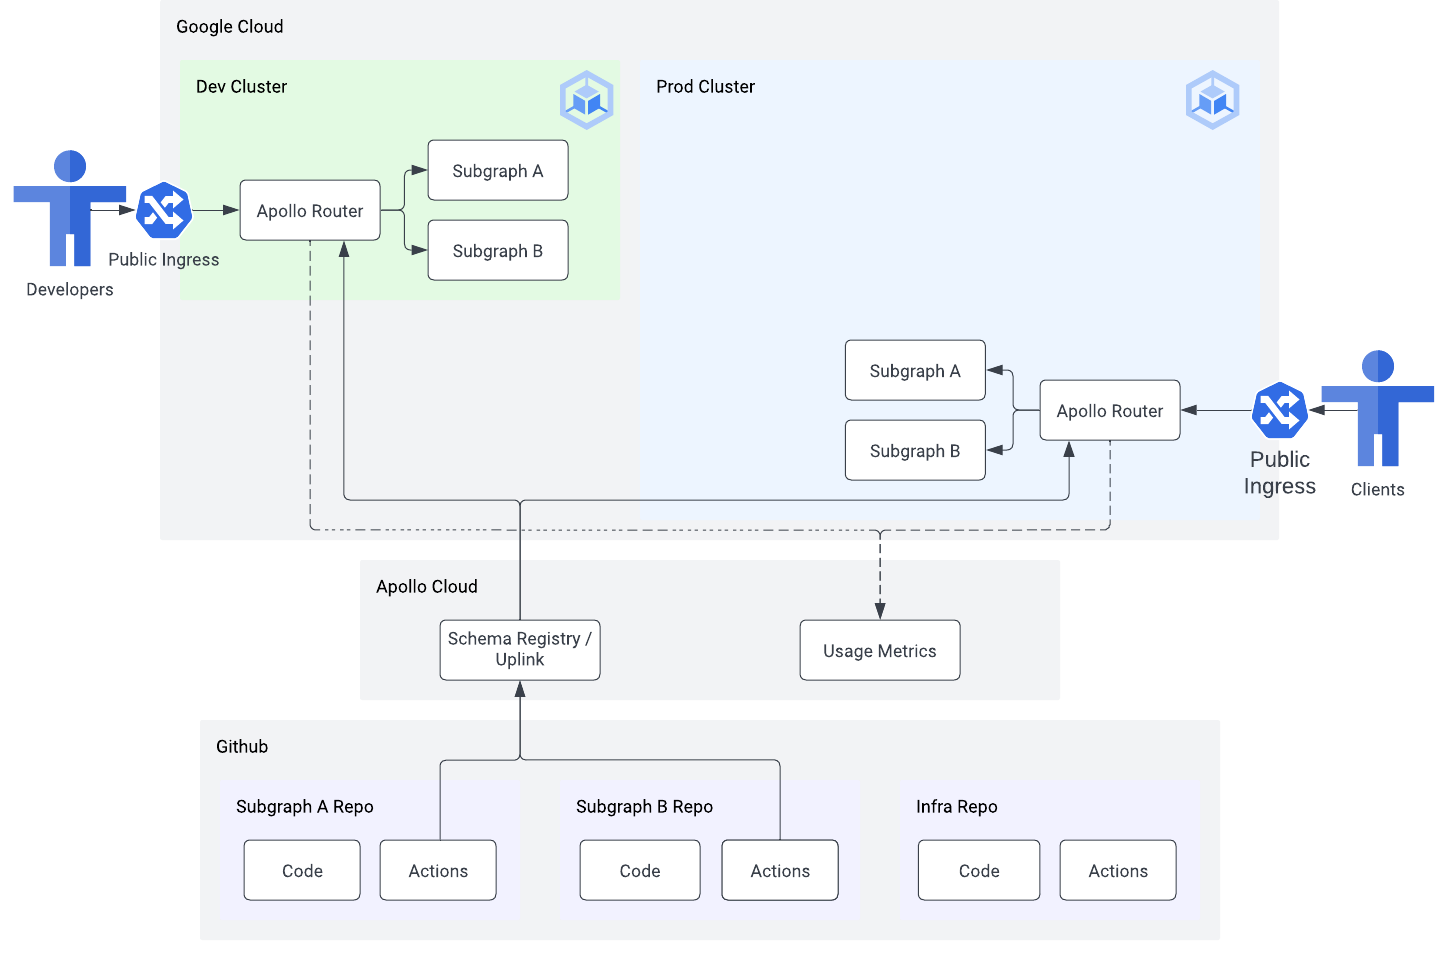 Google Cloud
Dev Cluster
Prod Cluster
Subgraph A
Apollo Router
Subgraph B
Public Ingress
Developers
Subgraph A
Apollo Router
Subgraph B
Public
Ingress
Clients
Apollo Cloud
Schema Registry /
Uplink
Usage Metrics
Github
Subgraph A Repo
Code
Actions
Subgraph B Repo
Code
Actions
Infra Repo
Code
Actions